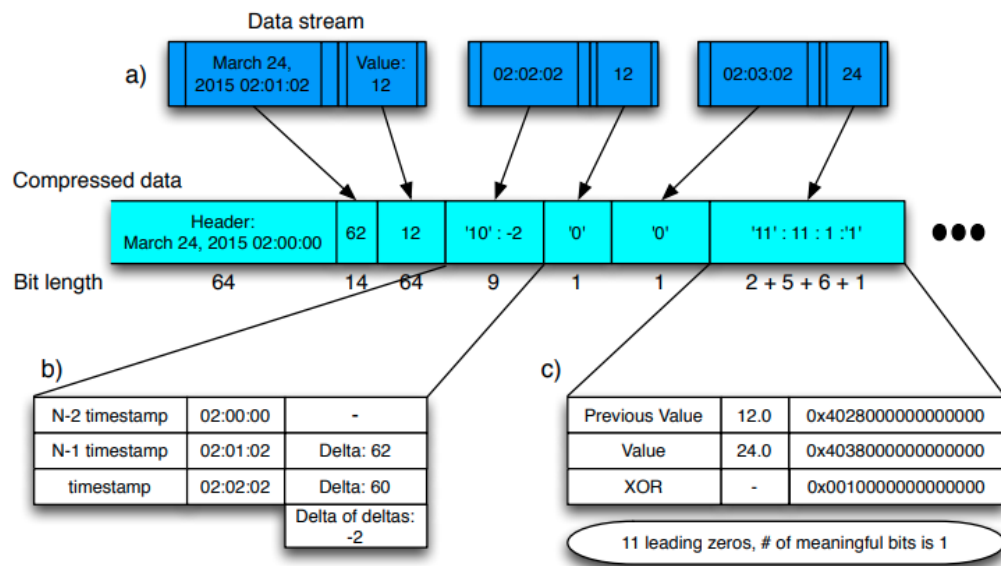 Data stream
a)
March 24,
2015 02:01:02
Value:
12
02:02:02
12
02:03:02
24
Compressed data
Header:
March 24, 2015 02:00:00
62
12
'10' : -2
'0'
'0'
'11' : 11 : 1 :'1'
Bit length
64
14
64
9
1
1
2 + 5 + 6 + 1
b)
N-2 timestamp
02:00:00
-
N-1 timestamp
02:01:02
Delta: 62
timestamp
02:02:02
Delta: 60
Delta of deltas:
-2
c)
Previous Value
12.0
0x4028000000000000
Value
24.0
0x4038000000000000
XOR
-
0x0010000000000000
11 leading zeros, # of meaningful bits is 1